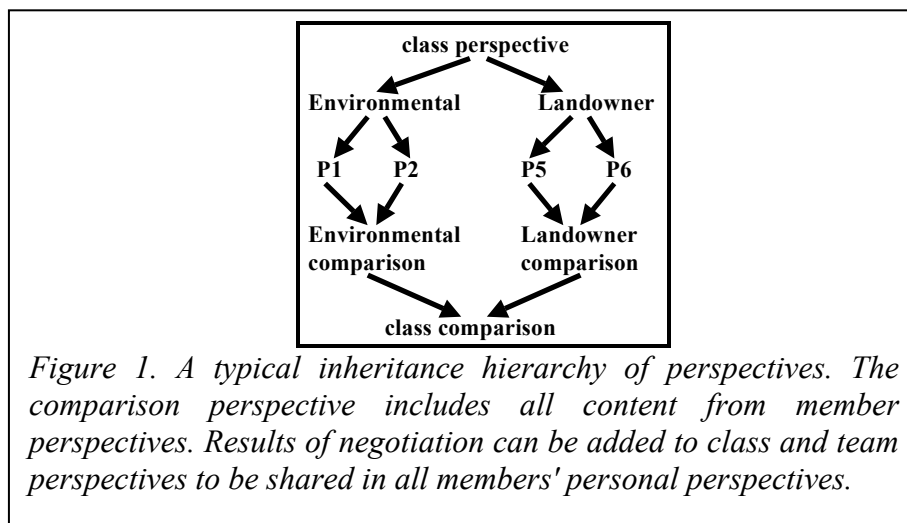 class perspective
Environmental Landowner
P1 P2 P5 P6
Environmental Landowner
comparison comparison
class comparison
Figure 1. A typical inheritance hierarchy of perspectives. The
comparison perspective includes all content from member
perspectives. Results of negotiation can be added to class and team
perspectives to be shared in all members' personal perspectives.